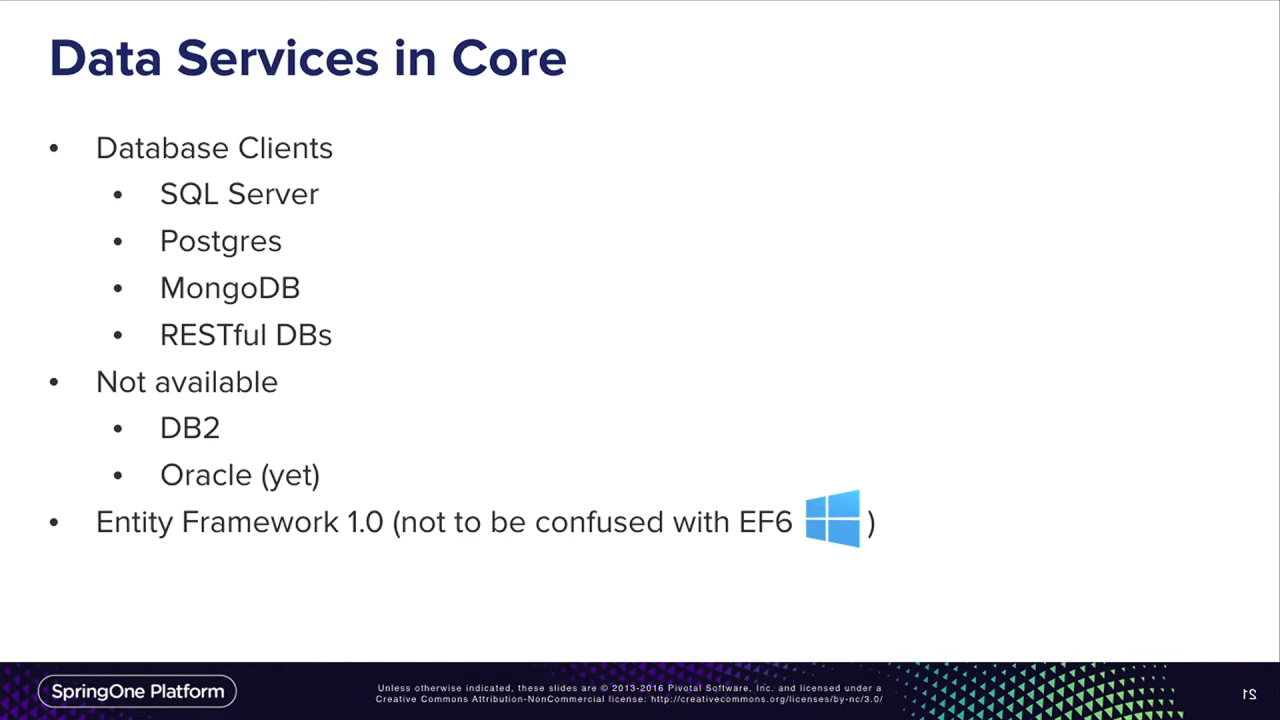 Data Services in Core
• Database Clients
• SQL Server
• Postgres
• MongoDB
• RESTful DBs
• Not available
• DB2
• Oracle (yet)
• Entity Framework 1.0 (not to be confused with EF6 )
SpringOne Platform
Unless otherwise indicated, these slides are © 2013-2016 Pivotal Software, Inc. and licensed under a
Creative Commons Attribution-NonCommercial license: http://creativecommons.org/licenses/by-nc/3.0/
21